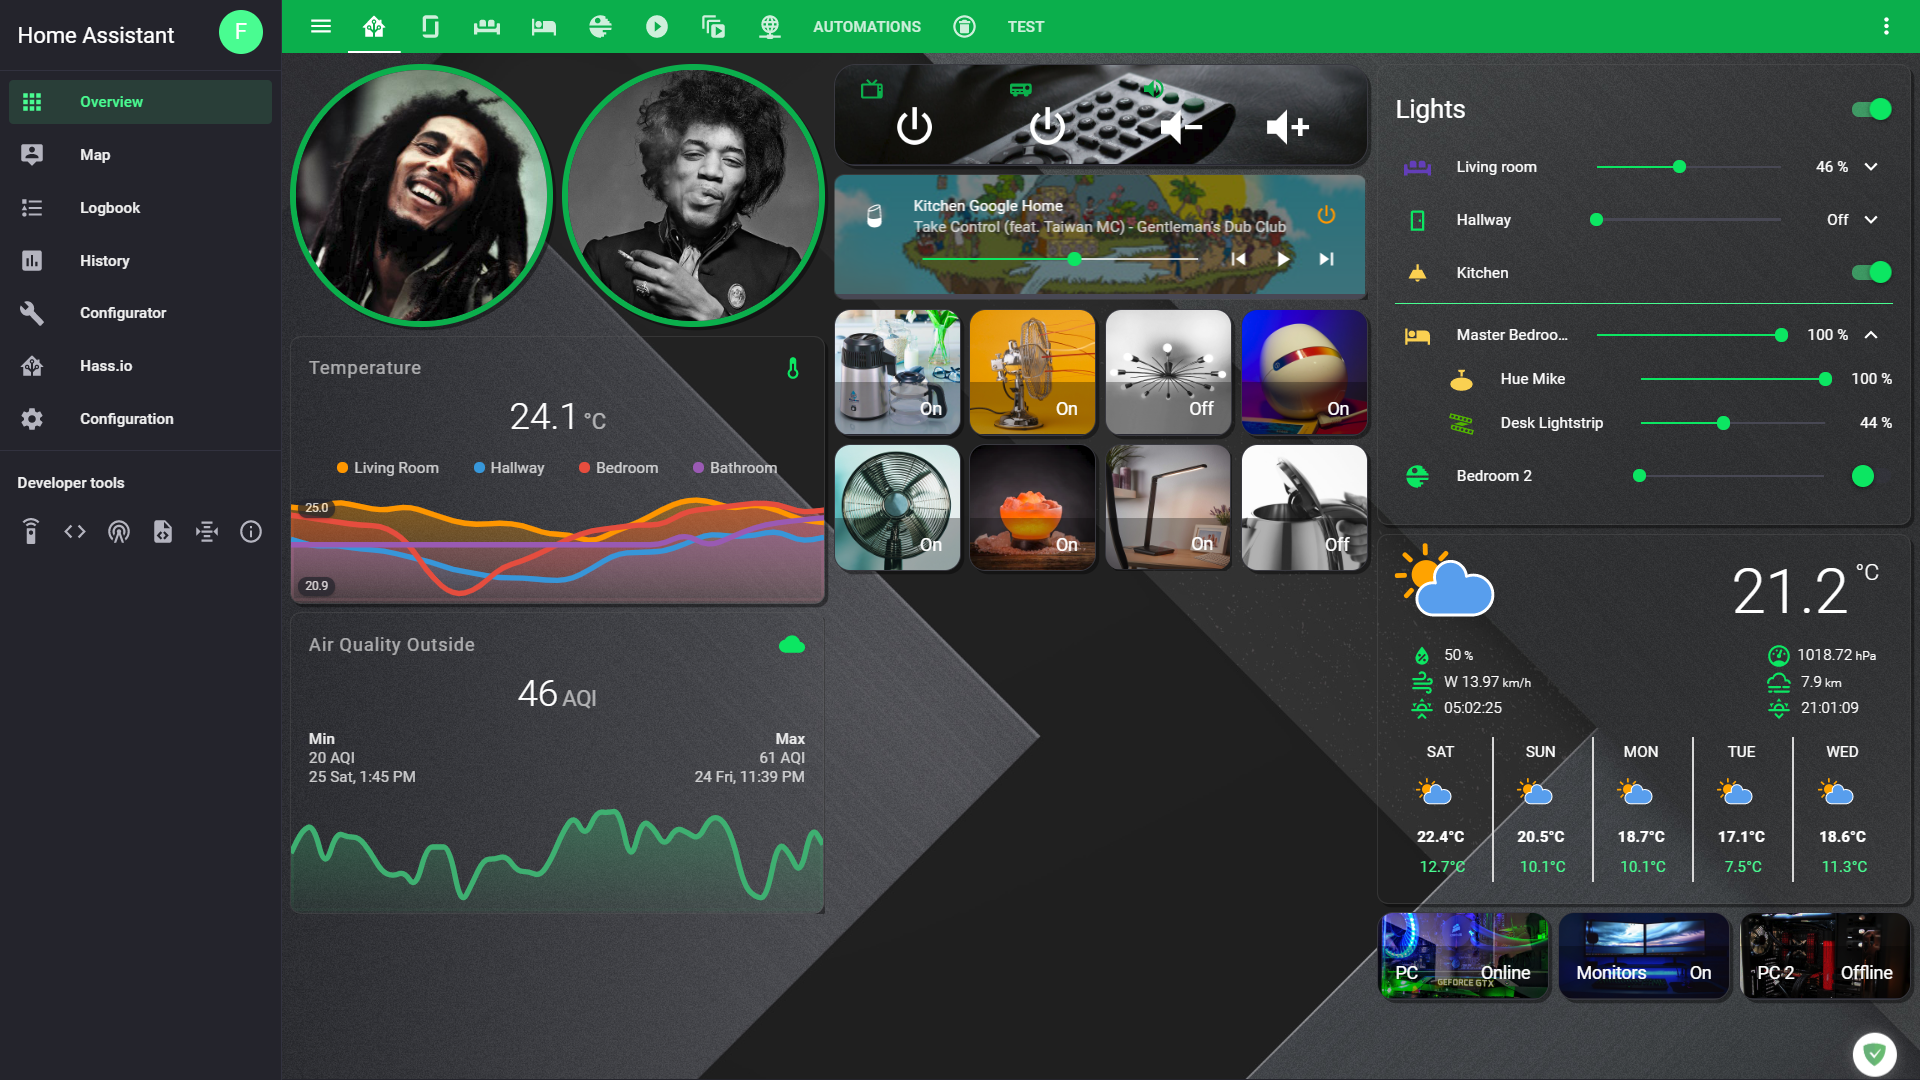 Home Assistant
F
Overview
Map
Logbook
History
Configurator
Hass.io
Configuration
Developer tools
AUTOMATIONS
TEST
Temperature
24.1 °C
Living Room
Hallway
Bedroom
Bathroom
25.0
20.9
Air Quality Outside
46 AQI
Min
Max
20 AQI
61 AQI
25 Sat, 1:45 PM
24 Fri, 11:39 PM
Kitchen Google Home
Take Control (feat. Taiwan MC) - Gentleman's Dub Club
On
On
Off
On
On
On
On
Off
Lights
Living room
46 %
Hallway
Off
Kitchen
Master Bedroo...
100 %
Hue Mike
100 %
Desk Lightstrip
44 %
Bedroom 2
21.2 °C
50 %
1018.72 hPa
W 13.97 km/h
7.9 km
05:02:25
21:01:09
SAT SUN MON TUE WED
22.4°C 20.5°C 18.7°C 17.1°C 18.6°C
12.7°C 10.1°C 10.1°C 7.5°C 11.3°C
PC Online
GEFORCE GTX
Monitors On
PC 2 Offline